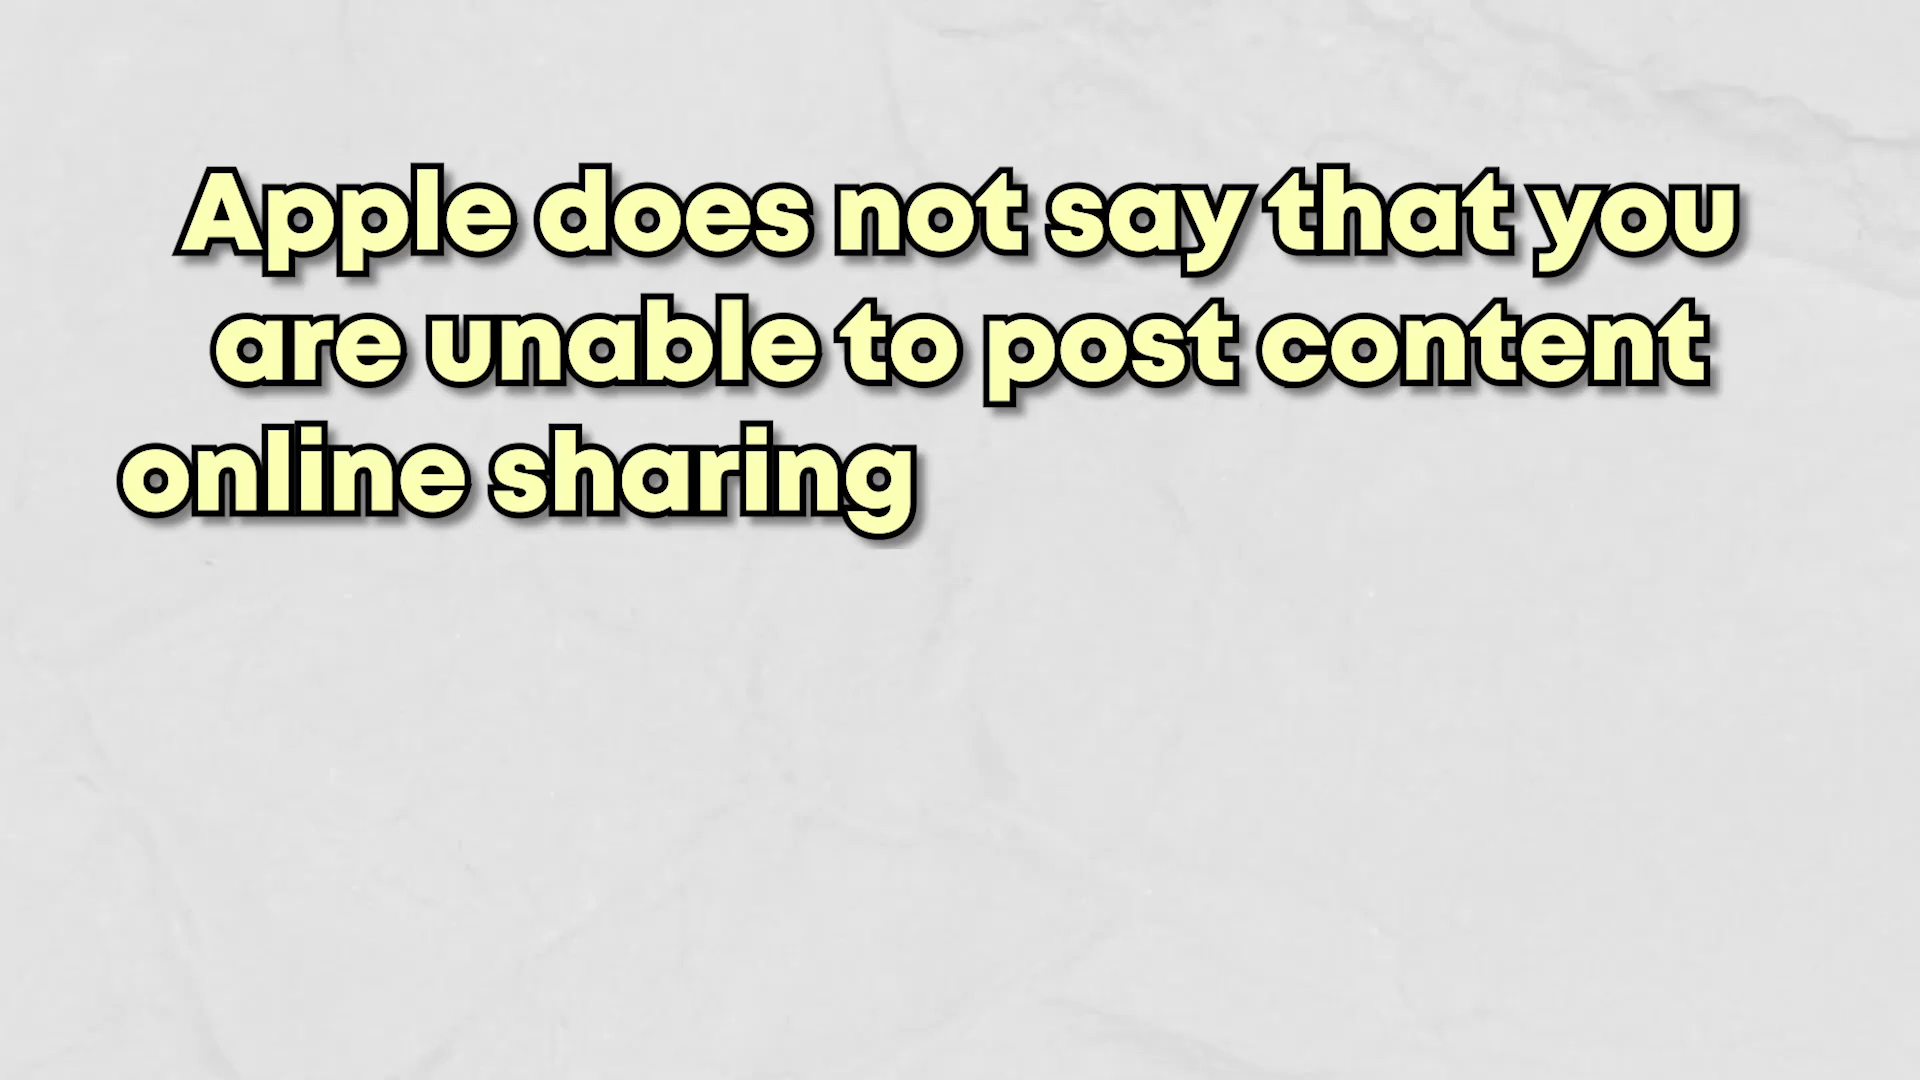 Apple does not say that you
are unable to post content
online sharing